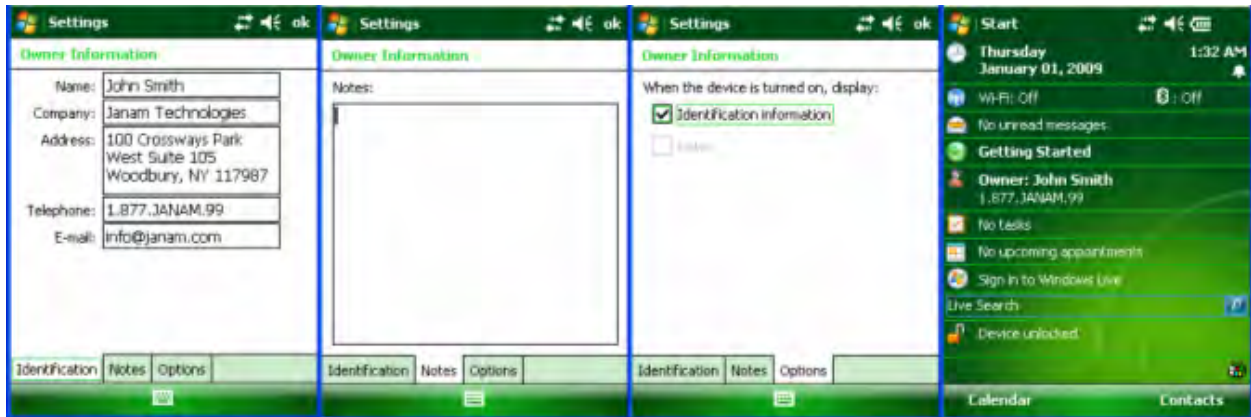 Settings ok
Owner Information
Name: John Smith
Company: Janam Technologies
Address: 100 Crossways Park
West Suite 105
Woodbury, NY 117987
Telephone: 1.877.JANAM.99
E-mail: info@janam.com
Identification Notes Options
Settings ok
Owner Information
Notes:
Identification Notes Options
Settings ok
Owner Information
When the device is turned on, display:
Identification information
Notes
Identification Notes Options
Start
Thursday 1:32 AM
January 01, 2009
Wi-Fi: Off : Off
No unread messages
Getting Started
Owner: John Smith
1.877.JANAM.99
No tasks
No upcoming appointments
Sign in to Windows Live
Live Search
Device unlocked
Calendar Contacts